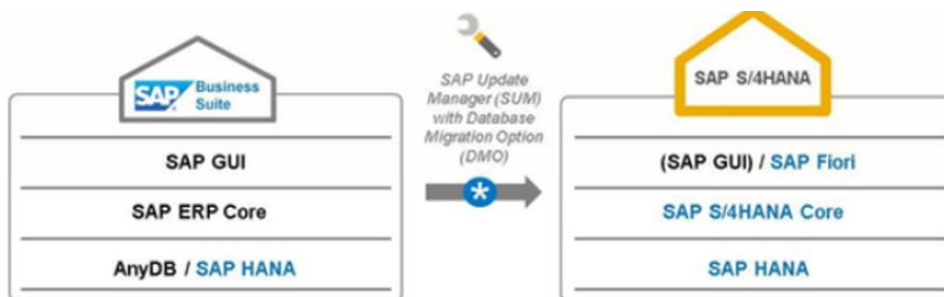 SAP Business
Suite
SAP GUI
SAP ERP Core
AnyDB / SAP HANA
SAP Update
Manager (SUM)
with Database
Migration Option
(DMO)
*
SAP S/4HANA
(SAP GUI) / SAP Fiori
SAP S/4HANA Core
SAP HANA